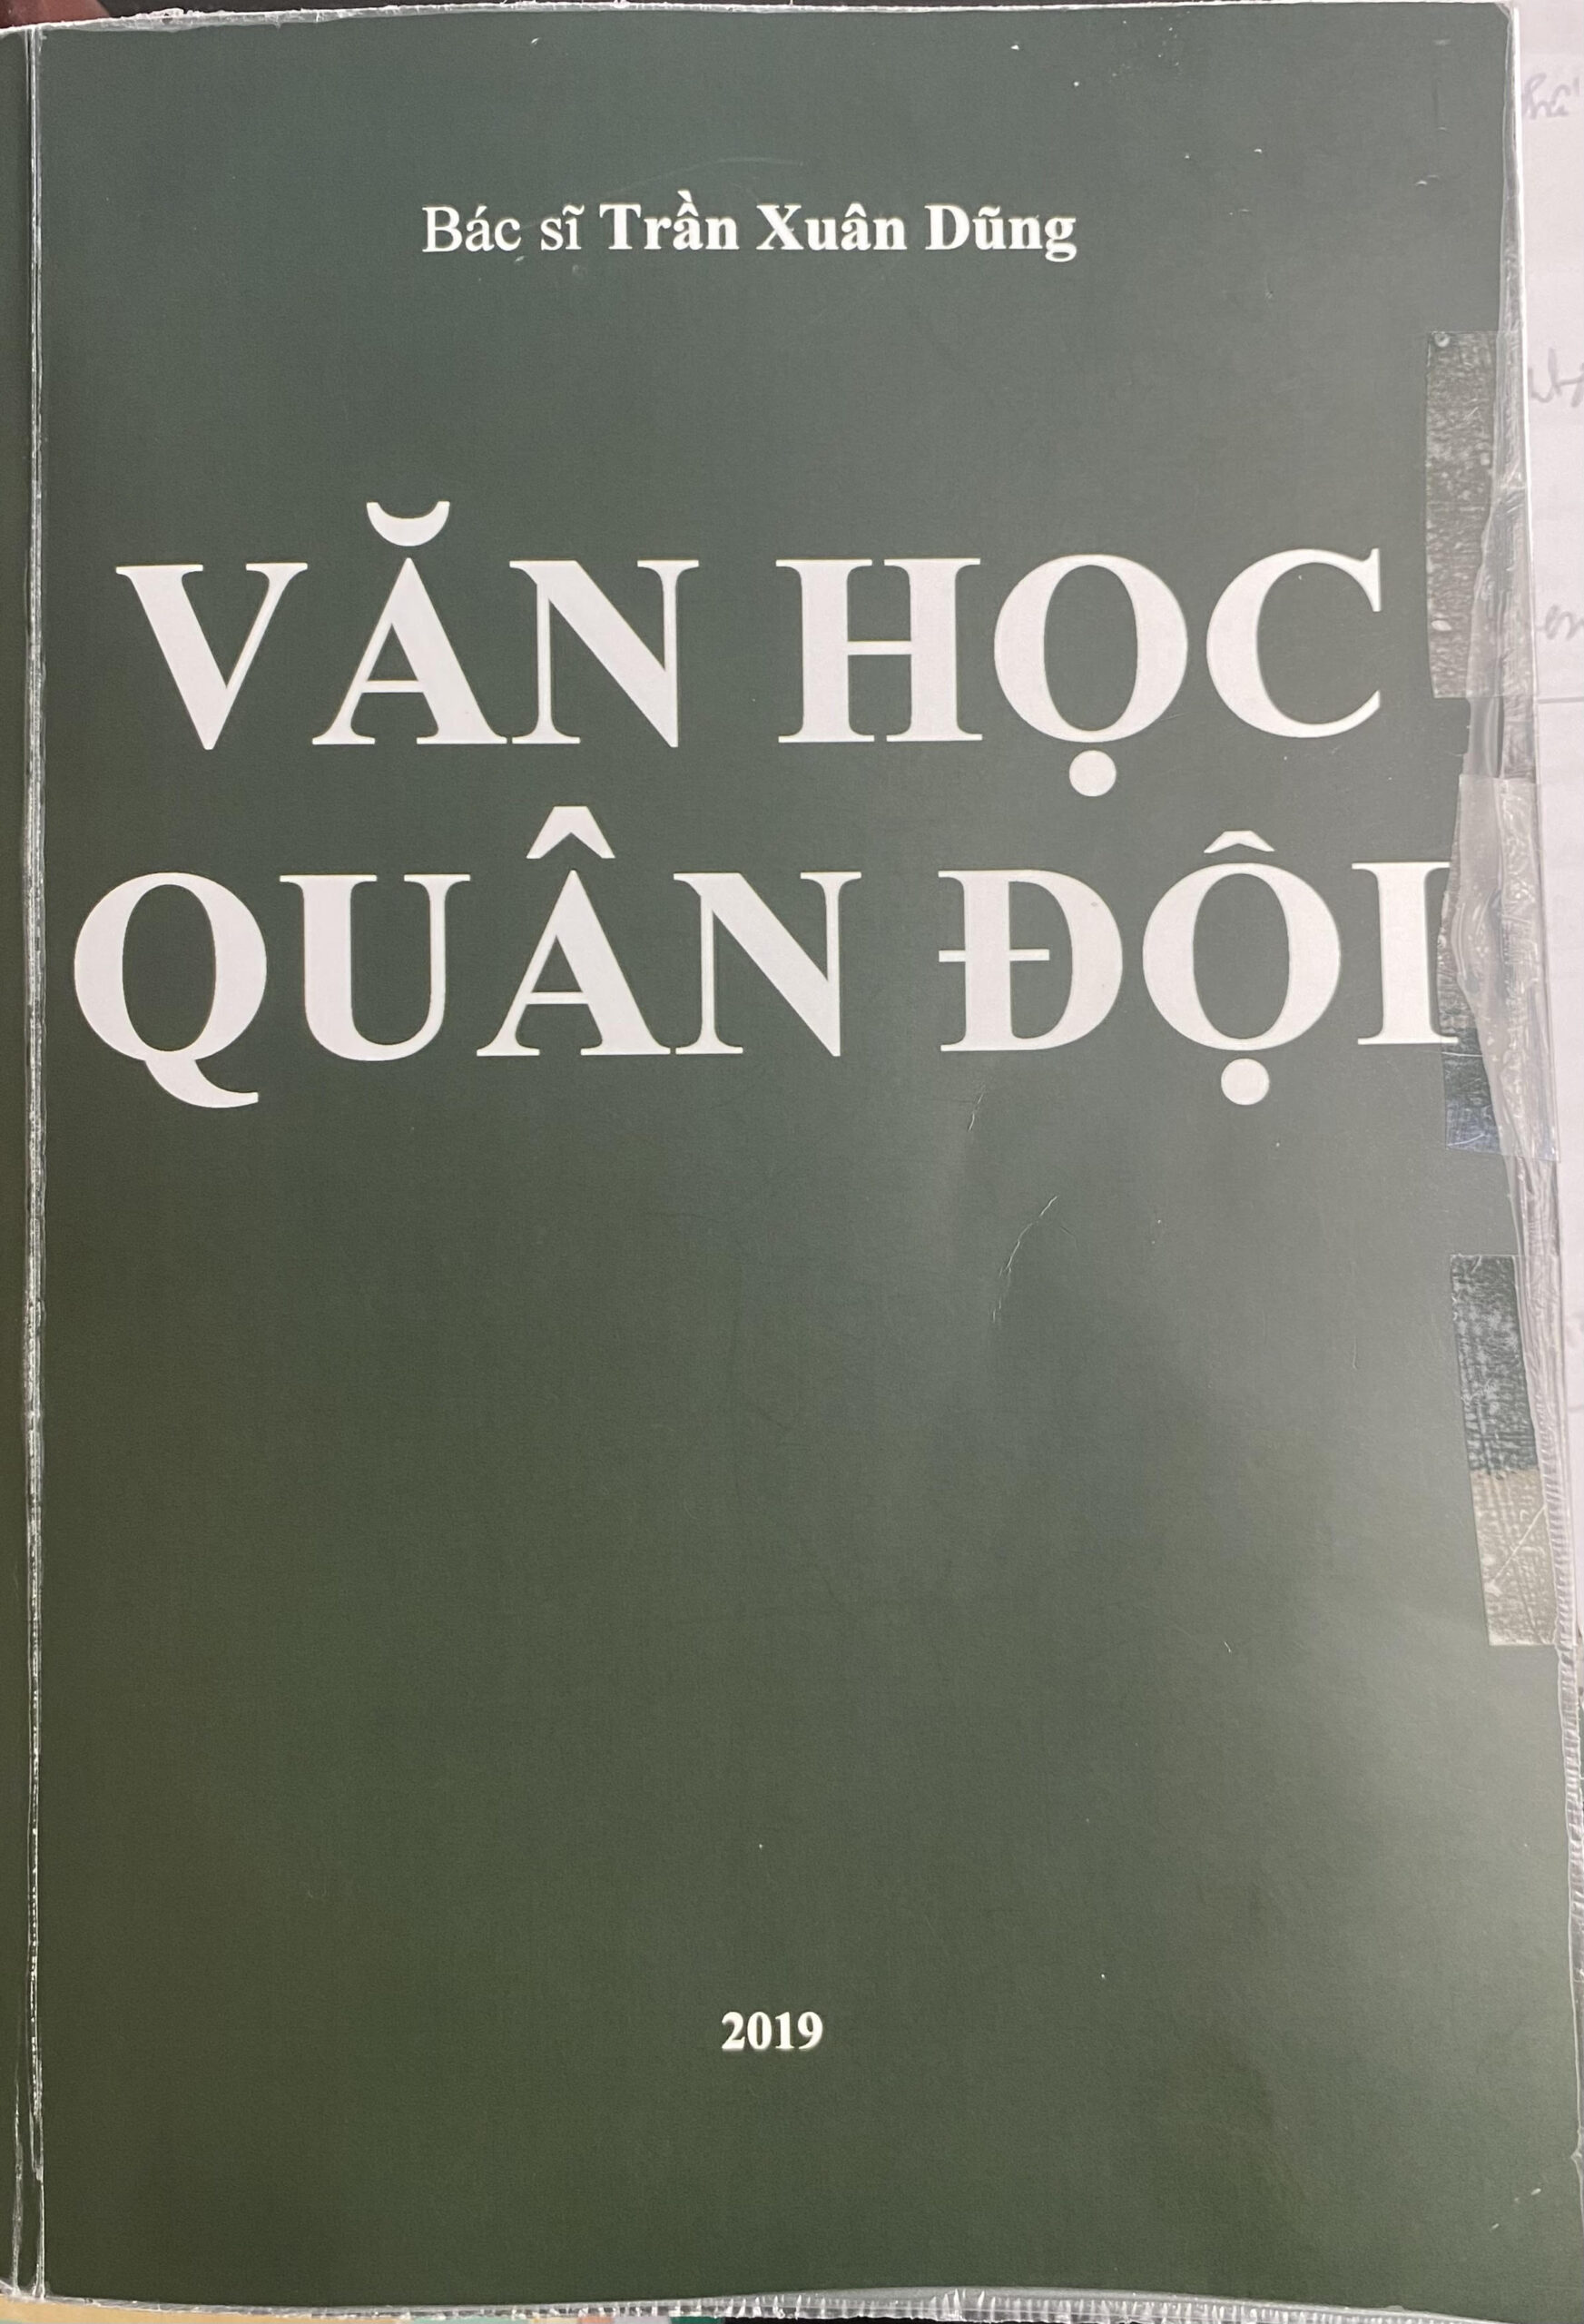 Bác sĩ Trần Xuân Dũng
VĂN HỌC
QUÂN ĐỘI
2019